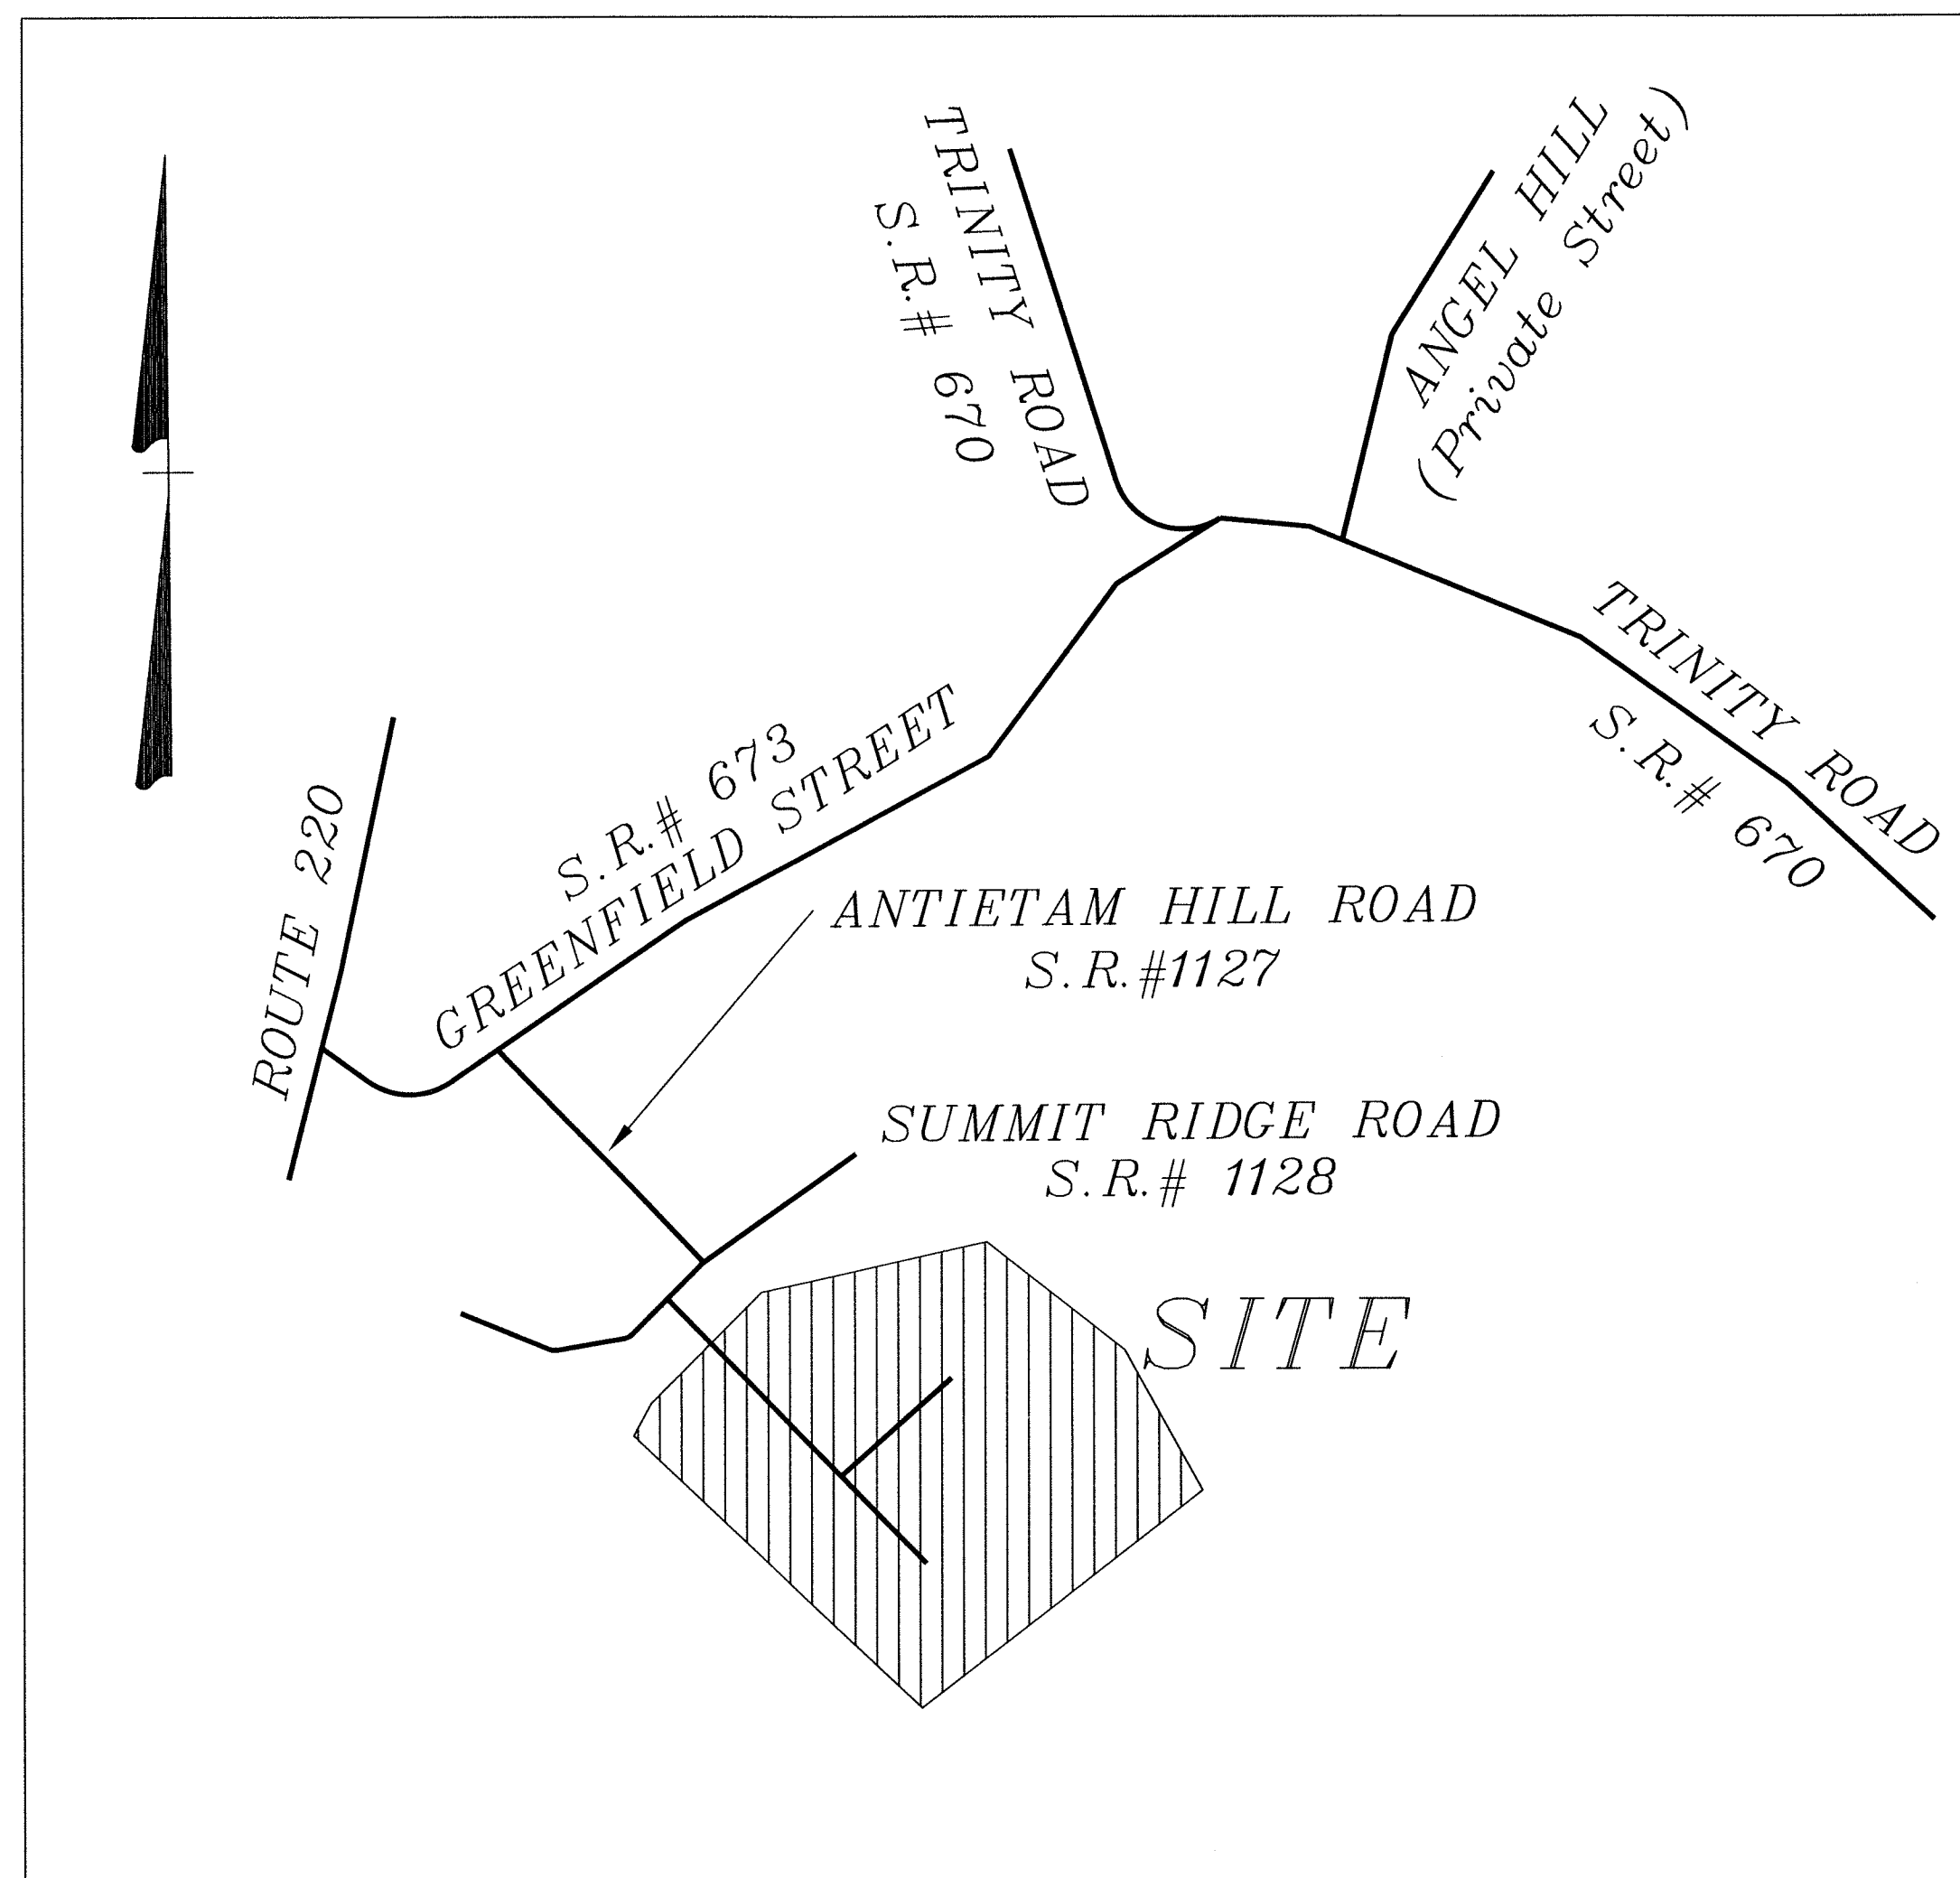 TRINITY ROAD
S.R.# 670
ANGEL HILL
(Private Street)
TRINITY ROAD
S.R.# 670
ROUTE 220
S.R.# 673
GREENFIELD STREET
ANTIETAM HILL ROAD
S.R.#1127
SUMMIT RIDGE ROAD
S.R.# 1128
SITE